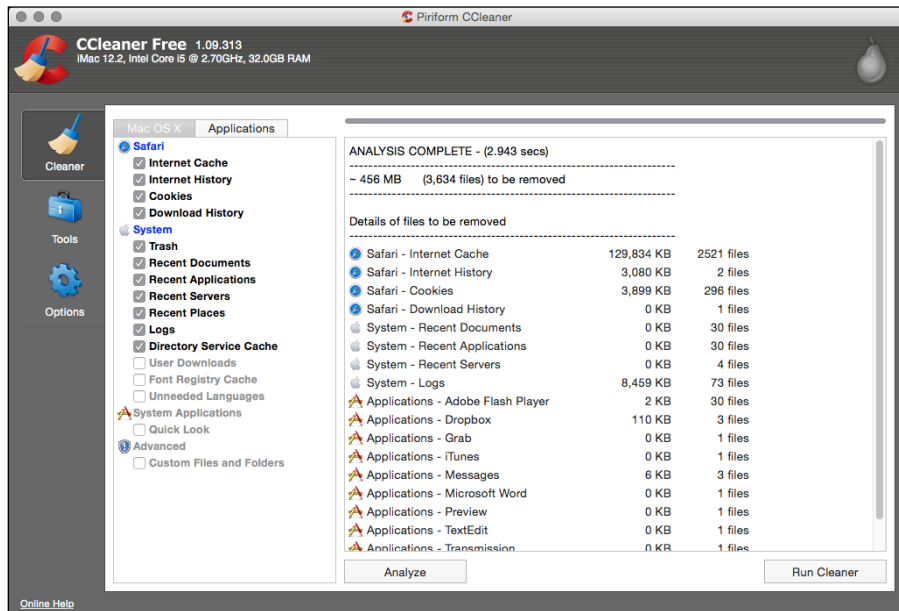 Piriform CCleaner
CCleaner Free 1.09.313
iMac 12.2, Intel Core i5 @ 2.70GHz, 32.0GB RAM
Cleaner
Tools
Options
Online Help
Mac OS X Applications
Safari
Internet Cache
Internet History
Cookies
Download History
System
Trash
Recent Documents
Recent Applications
Recent Servers
Recent Places
Logs
Directory Service Cache
User Downloads
Font Registry Cache
Unneeded Languages
System Applications
Quick Look
Advanced
Custom Files and Folders
ANALYSIS COMPLETE - (2.943 secs)
--------------------------------------------------------------------
~ 456 MB (3,634 files) to be removed
--------------------------------------------------------------------
Details of files to be removed
--------------------------------------------------------------------
Safari - Internet Cache 129,834 KB 2521 files
Safari - Internet History 3,080 KB 2 files
Safari - Cookies 3,899 KB 296 files
Safari - Download History 0 KB 1 files
System - Recent Documents 0 KB 30 files
System - Recent Applications 0 KB 30 files
System - Recent Servers 0 KB 4 files
System - Logs 8,459 KB 73 files
Applications - Adobe Flash Player 2 KB 30 files
Applications - Dropbox 110 KB 3 files
Applications - Grab 0 KB 1 files
Applications - iTunes 0 KB 1 files
Applications - Messages 6 KB 3 files
Applications - Microsoft Word 0 KB 1 files
Applications - Preview 0 KB 1 files
Applications - TextEdit 0 KB 1 files
Applications - Transmission 0 KB 1 files
Analyze
Run Cleaner